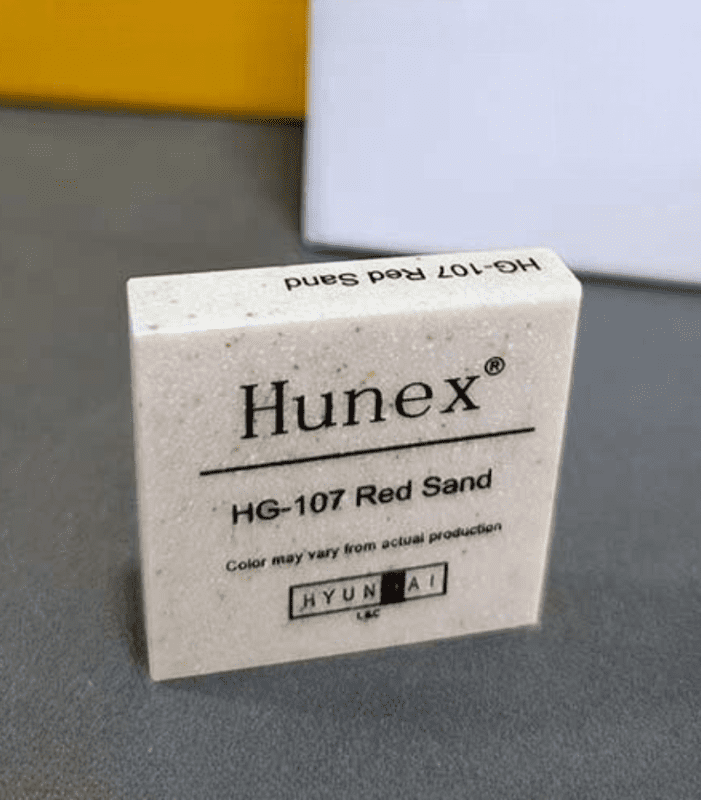 HG-107 Red Sand
Hunex®
HG-107 Red Sand
Color may vary from actual production
HYUNDAI
L&C